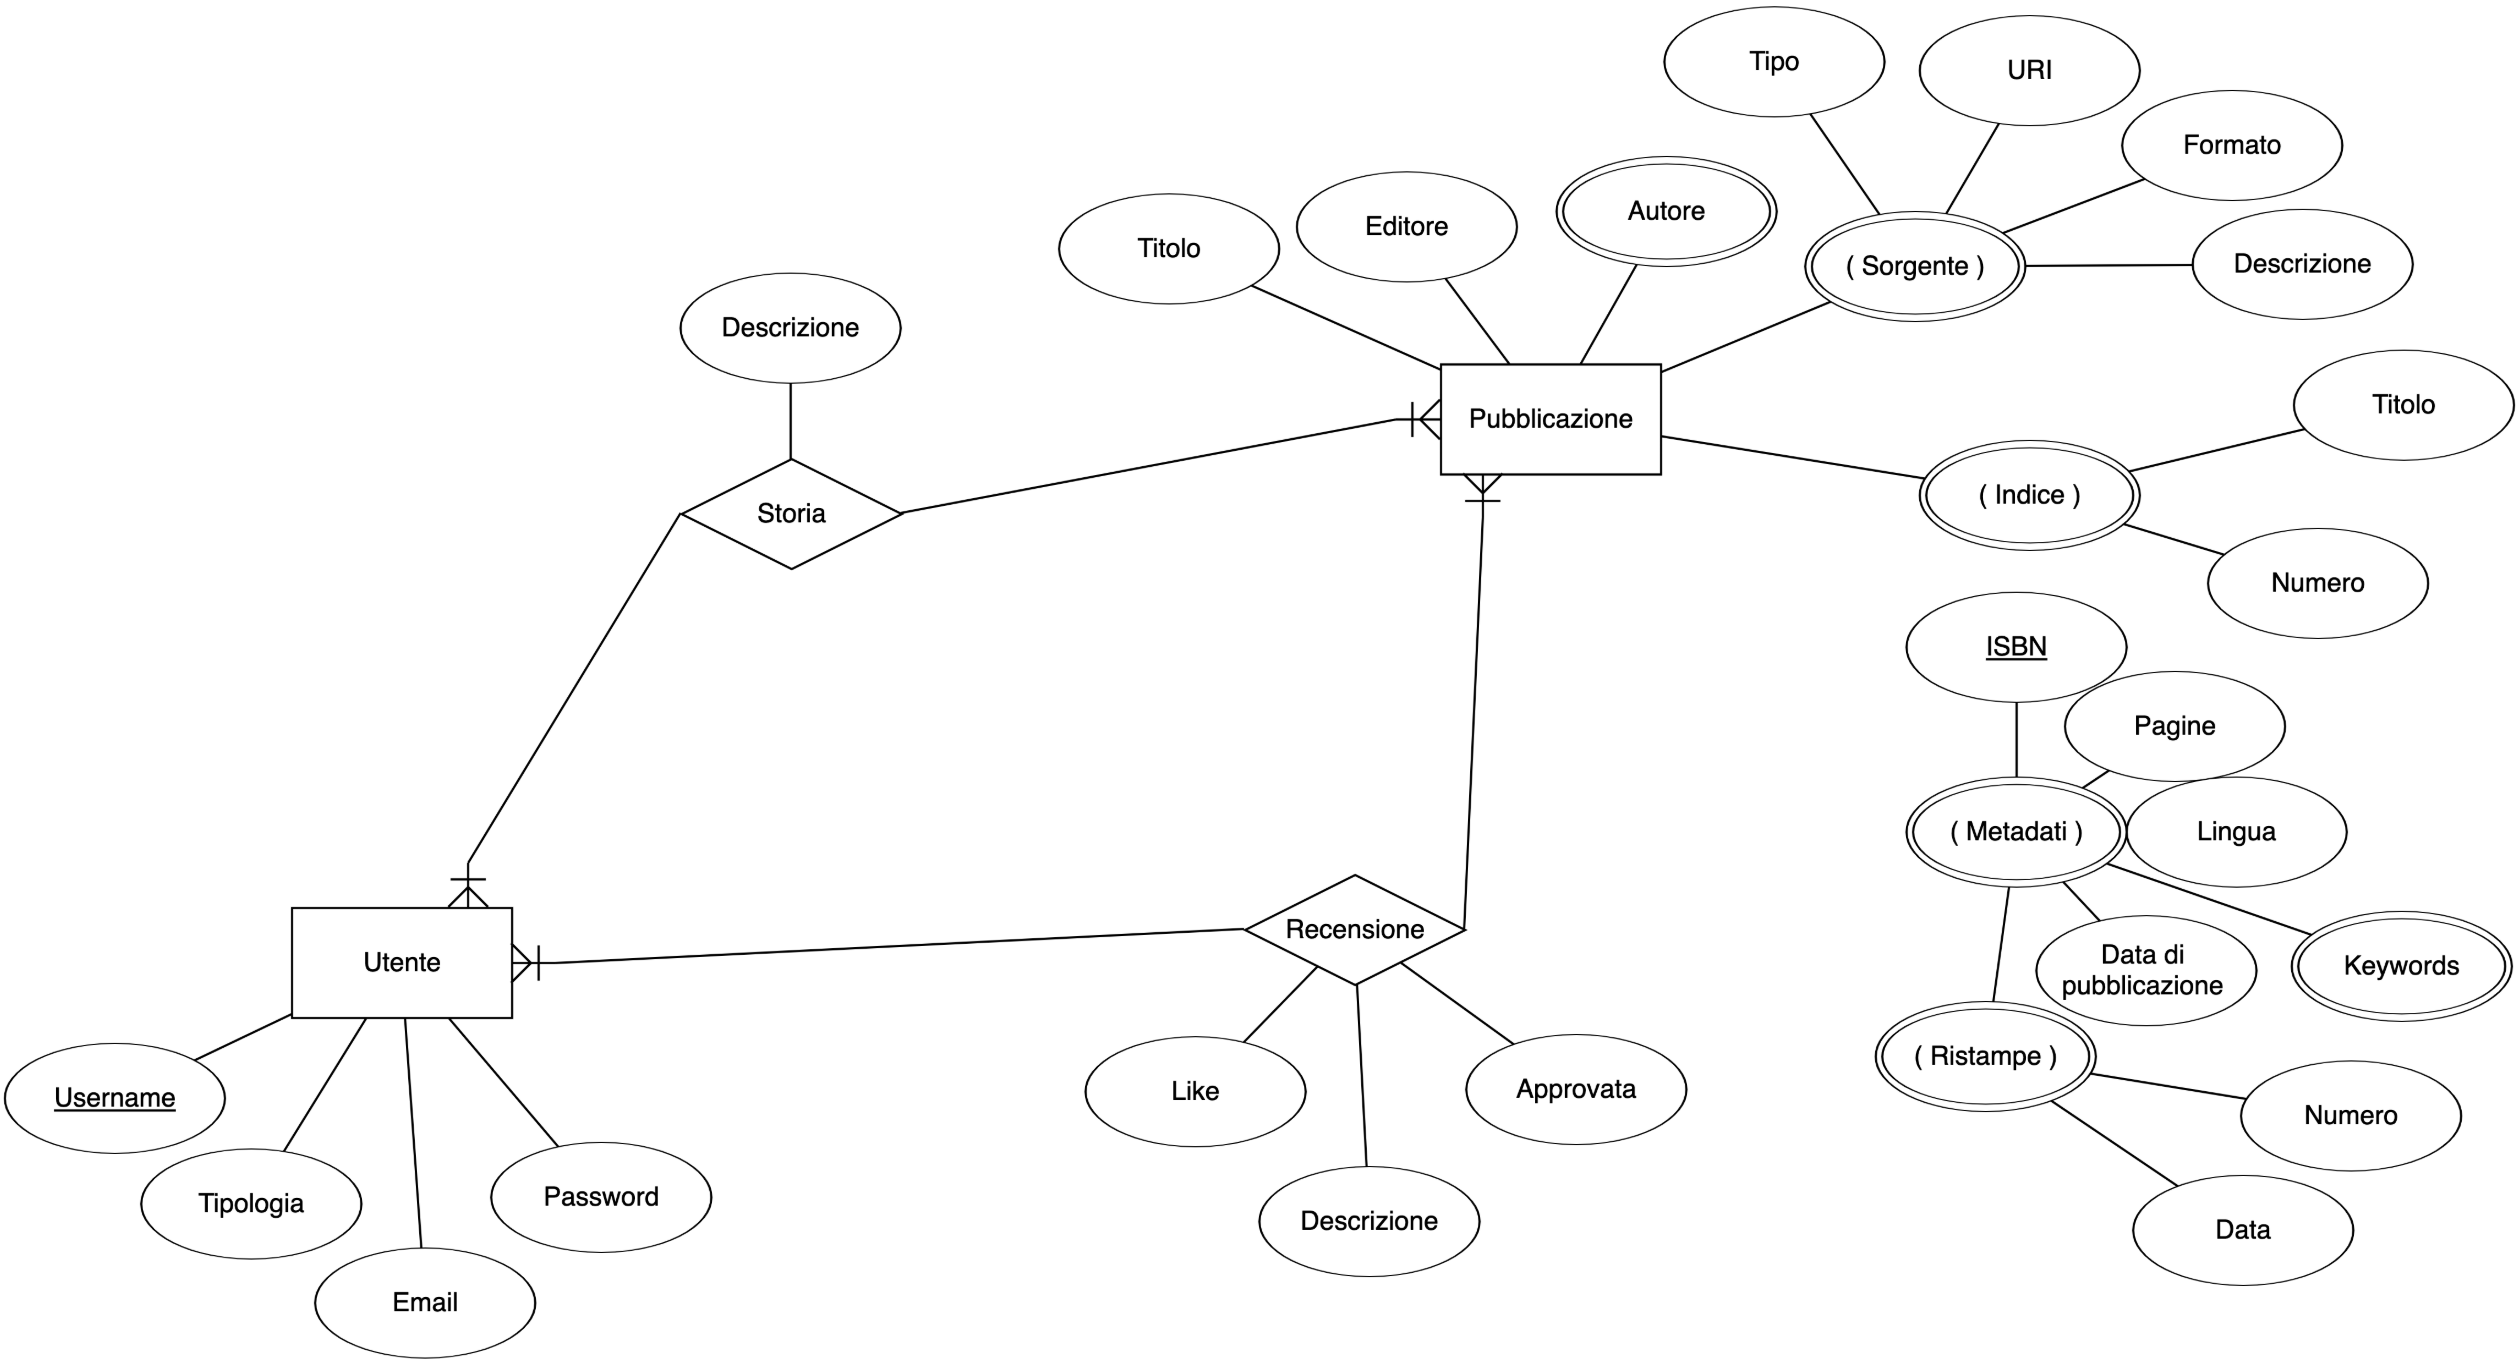 Tipo
URI
Formato
Autore
Editore
Titolo
( Sorgente )
Descrizione
Descrizione
Titolo
Pubblicazione
( Indice )
Storia
Numero
ISBN
Pagine
( Metadati )
Lingua
Recensione
Utente
Data di
pubblicazione
Keywords
( Ristampe )
Like
Approvata
Username
Numero
Password
Tipologia
Descrizione
Data
Email